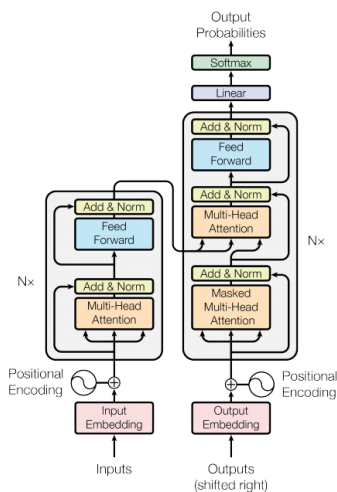 Output
Probabilities
Softmax
Linear
Add & Norm
Feed
Forward
Add & Norm
Multi-Head
Attention
Add & Norm
Masked
Multi-Head
Attention
Nx
Positional
Encoding
Output
Embedding
Outputs
(shifted right)
Add & Norm
Feed
Forward
Add & Norm
Multi-Head
Attention
Nx
Positional
Encoding
Input
Embedding
Inputs